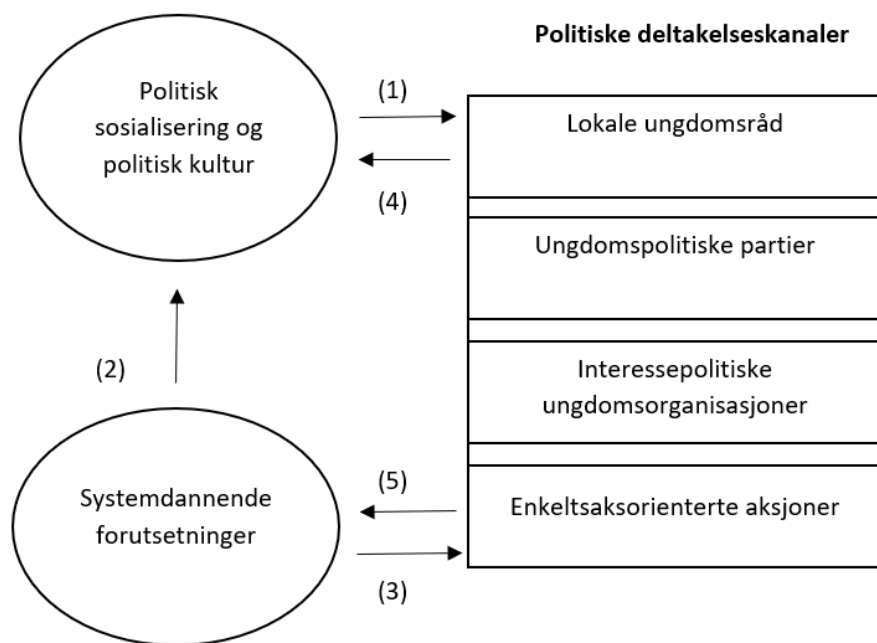 Politiske deltakelseskanaler
Politisk
sosialisering og
politisk kultur
(1)
(4)
Lokale ungdomsråd
Ungdomspolitiske partier
(2)
Interessepolitiske
ungdomsorganisasjoner
Systemdannende
forutsetninger
(5)
(3)
Enkeltsaksorienterte aksjoner